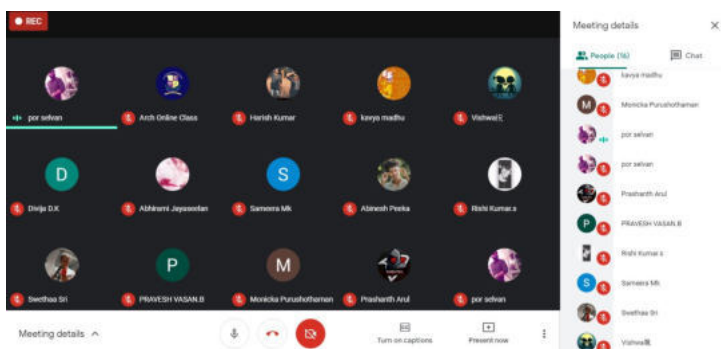 REC
Meeting details
People (16)
Chat
por selvan
Arch Online Class
Harish Kumar
kavya madhu
Divija D.K
Abhirami Jayaseelan
Sameera Mk
Abinesh Peeka
Rishi Kumar.s
Swethaa Sri
PRAVESH VASAN.B
Monicka Purushothaman
Prashanth Arul
por selvan
Meeting details
Turn on captions
Present now
kavya madhu
Monicka Purushothaman
por selvan
por selvan
Prashanth Arul
PRAVESH VASAN.B
Rishi Kumar.s
Sameera Mk
Swethaa Sri
D
S
P
M
M
P
S